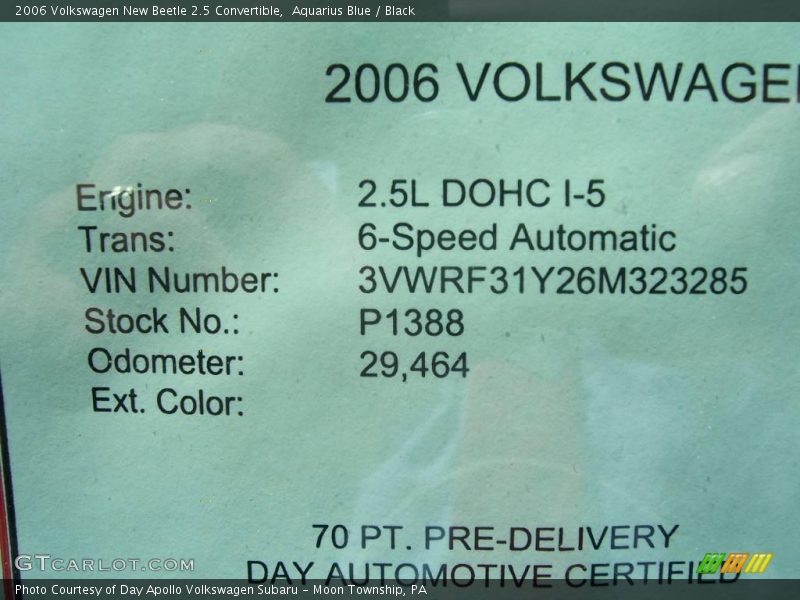 2006 Volkswagen New Beetle 2.5 Convertible,  Aquarius Blue / Black
2006 VOLKSWAGEN
Engine: 2.5L DOHC I-5
Trans: 6-Speed Automatic
VIN Number: 3VWRF31Y26M323285
Stock No.: P1388
Odometer: 29,464
Ext. Color:
70 PT. PRE-DELIVERY
DAY AUTOMOTIVE CERTIFIED
GTCARLOT.COM
Photo Courtesy of Day Apollo Volkswagen Subaru – Moon Township, PA